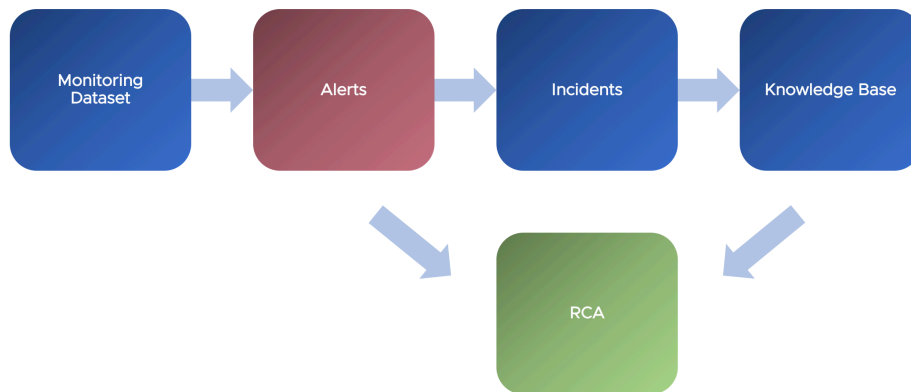 Monitoring
Dataset
Alerts
Incidents
Knowledge Base
RCA